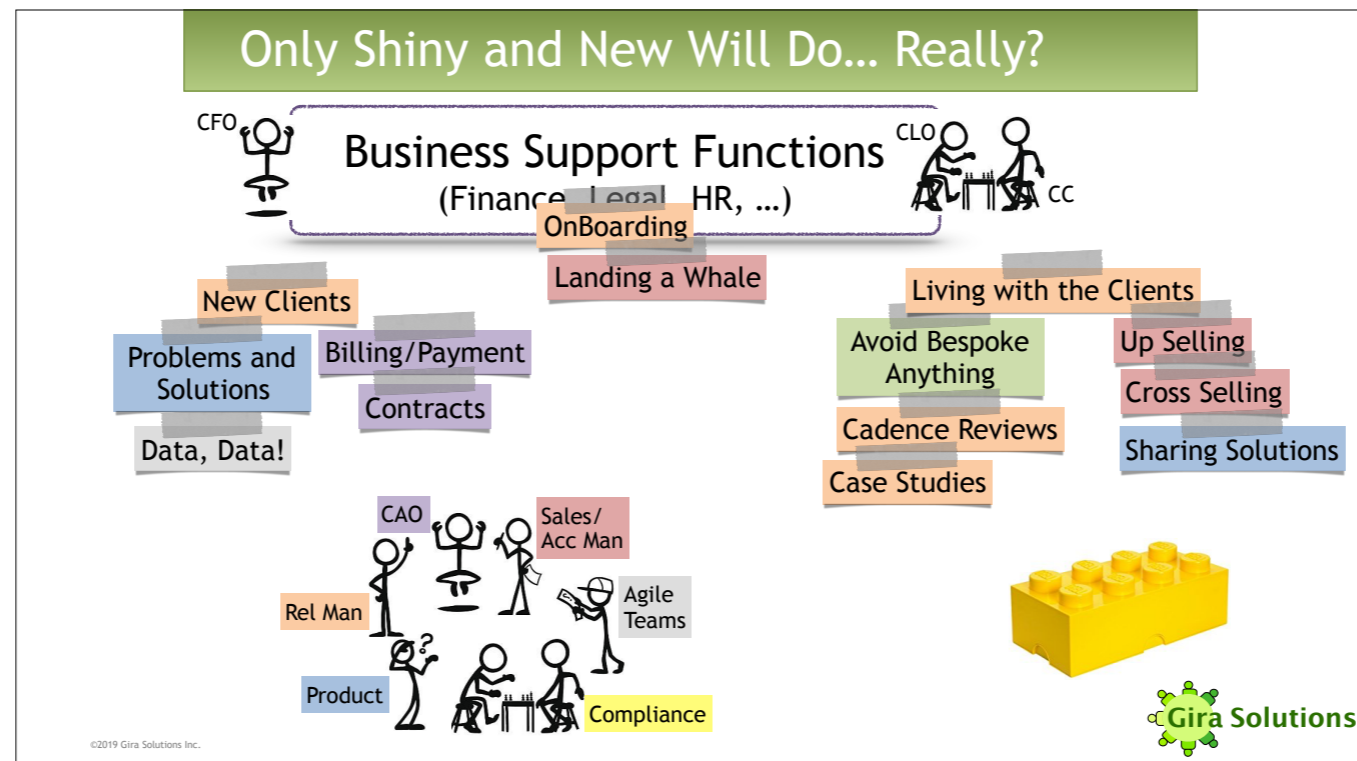 Only Shiny and New Will Do... Really?
CFO
Business Support Functions
(Finance, Legal, HR, ...)
CLO
CC
OnBoarding
Landing a Whale
New Clients
Problems and
Solutions
Data, Data!
Billing/Payment
Contracts
Living with the Clients
Avoid Bespoke
Anything
Cadence Reviews
Case Studies
Up Selling
Cross Selling
Sharing Solutions
CAO
Sales/
Acc Man
Rel Man
Agile
Teams
?
Product
Compliance
Gira Solutions
©2019 Gira Solutions Inc.